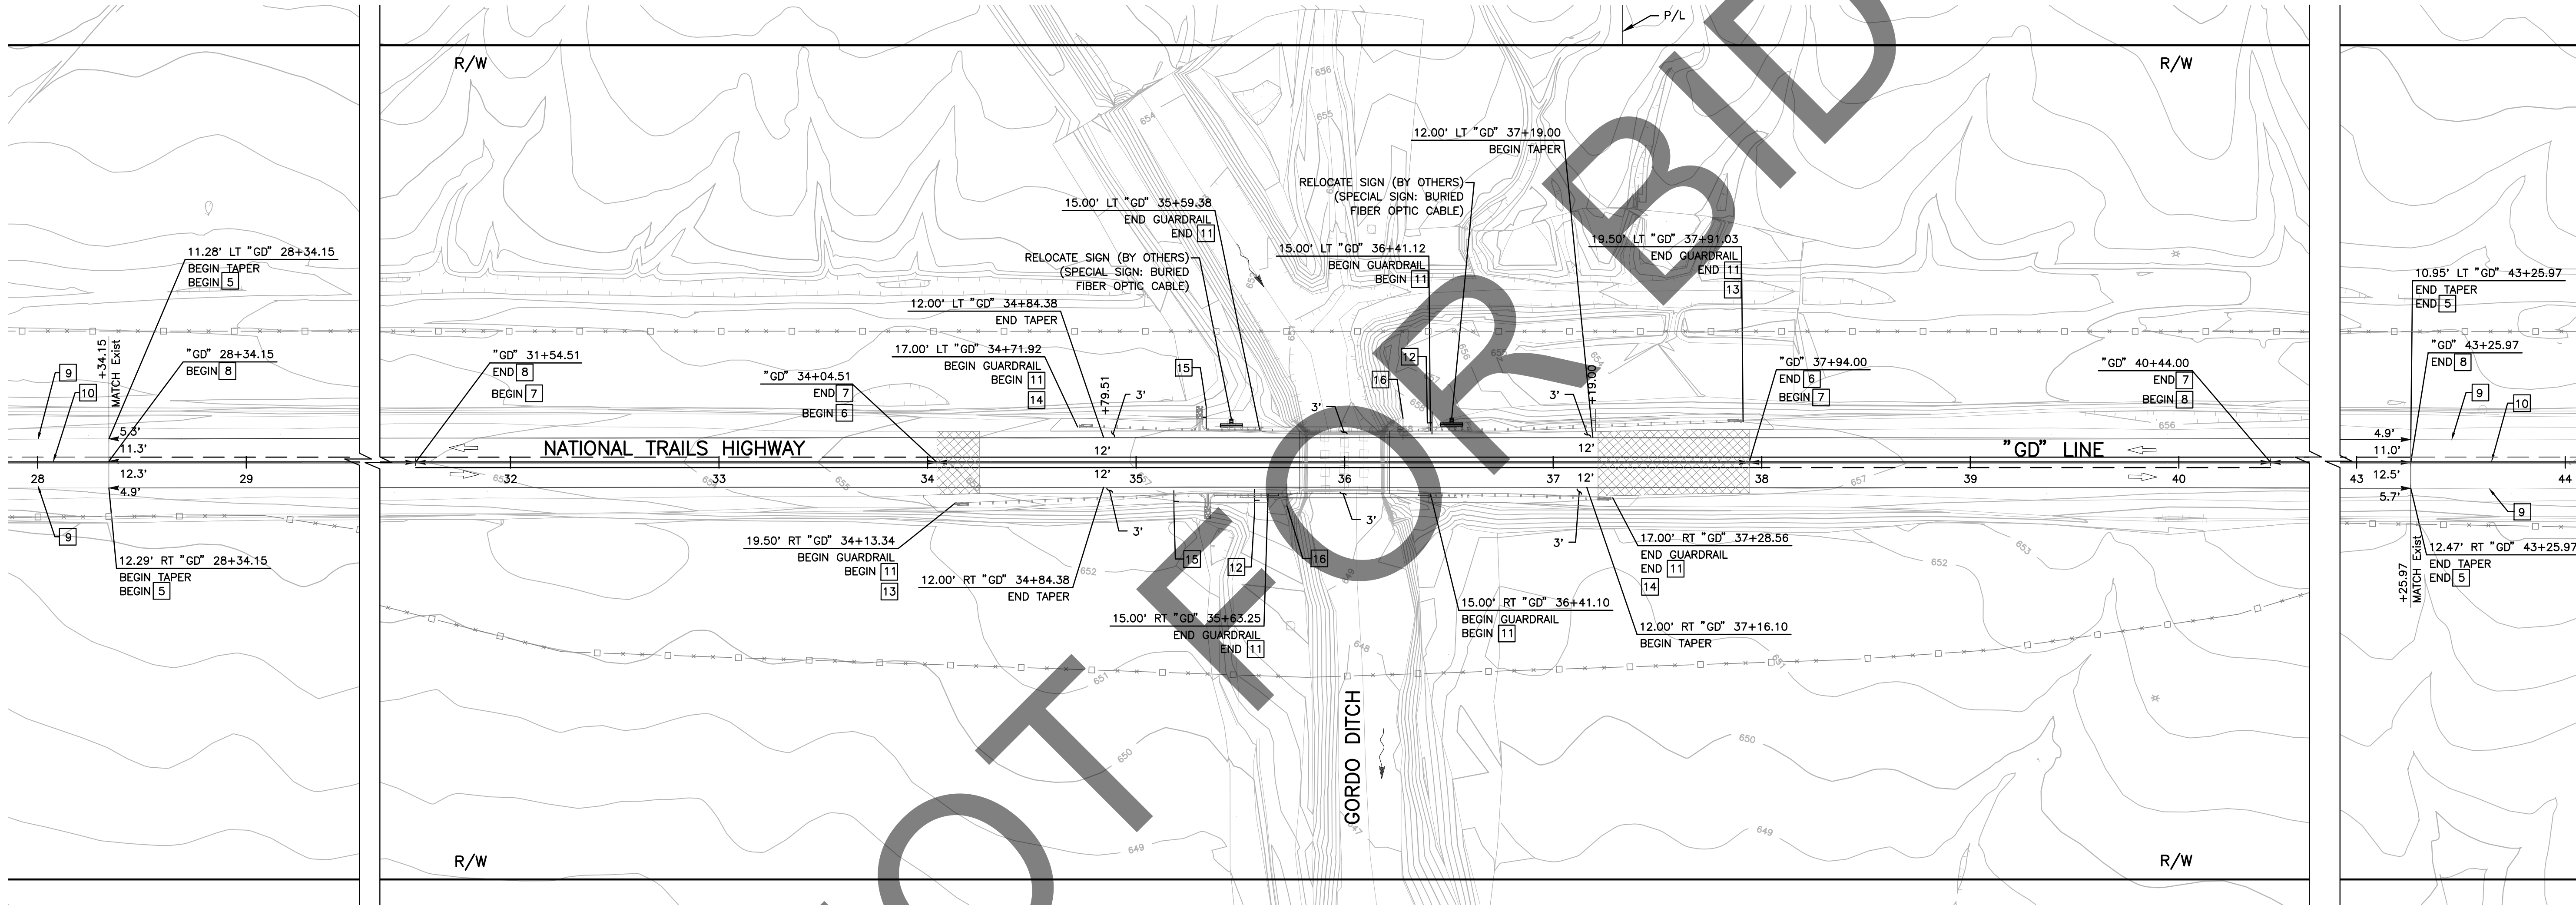 P/L
R/W
R/W
656
655
654
12.00' LT "GD" 37+19.00
BEGIN TAPER
RELOCATE SIGN (BY OTHERS)
(SPECIAL SIGN: BURIED
FIBER OPTIC CABLE)
15.00' LT "GD" 35+59.38
END GUARDRAIL
END 11
15.00' LT "GD" 36+41.12
BEGIN GUARDRAIL
BEGIN 11
19.50' LT "GD" 37+91.03
END GUARDRAIL
END 11
13
11.28' LT "GD" 28+34.15
BEGIN TAPER
BEGIN 5
RELOCATE SIGN (BY OTHERS)
(SPECIAL SIGN: BURIED
FIBER OPTIC CABLE)
10.95' LT "GD" 43+25.97
END TAPER
END 5
12.00' LT "GD" 34+84.38
END TAPER
17.00' LT "GD" 34+71.92
BEGIN GUARDRAIL
BEGIN 11
14
+34.15
MATCH Exist
"GD" 28+34.15
BEGIN 8
9
10
"GD" 31+54.51
END 8
BEGIN 7
"GD" 34+04.51
END 7
BEGIN 6
+79.51
3'
15
3'
12
16
656
655
654
657
658
+19.00
3'
"GD" 37+94.00
END 6
BEGIN 7
"GD" 40+44.00
END 7
BEGIN 8
"GD" 43+25.97
END 8
9
10
656
5.3'
11.3'
12.3'
4.9'
NATIONAL TRAILS HIGHWAY
12'
12'
"GD" LINE
4.9'
11.0'
12.5'
5.7'
28
29
32
33
34
35
36
37
38
39
40
43
44
12'
12'
655
657
657
9
12.29' RT "GD" 28+34.15
BEGIN TAPER
BEGIN 5
19.50' RT "GD" 34+13.34
BEGIN GUARDRAIL
BEGIN 11
13
3'
12.00' RT "GD" 34+84.38
END TAPER
652
15
12
16
3'
649
3'
17.00' RT "GD" 37+28.56
END GUARDRAIL
END 11
14
653
652
9
+25.97
MATCH Exist
12.47' RT "GD" 43+25.97
END TAPER
END 5
15.00' RT "GD" 35+63.25
END GUARDRAIL
END 11
15.00' RT "GD" 36+41.10
BEGIN GUARDRAIL
BEGIN 11
12.00' RT "GD" 37+16.10
BEGIN TAPER
648
651
651
GORDO DITCH
650
650
647
649
649
R/W
R/W
NOT FOR BID